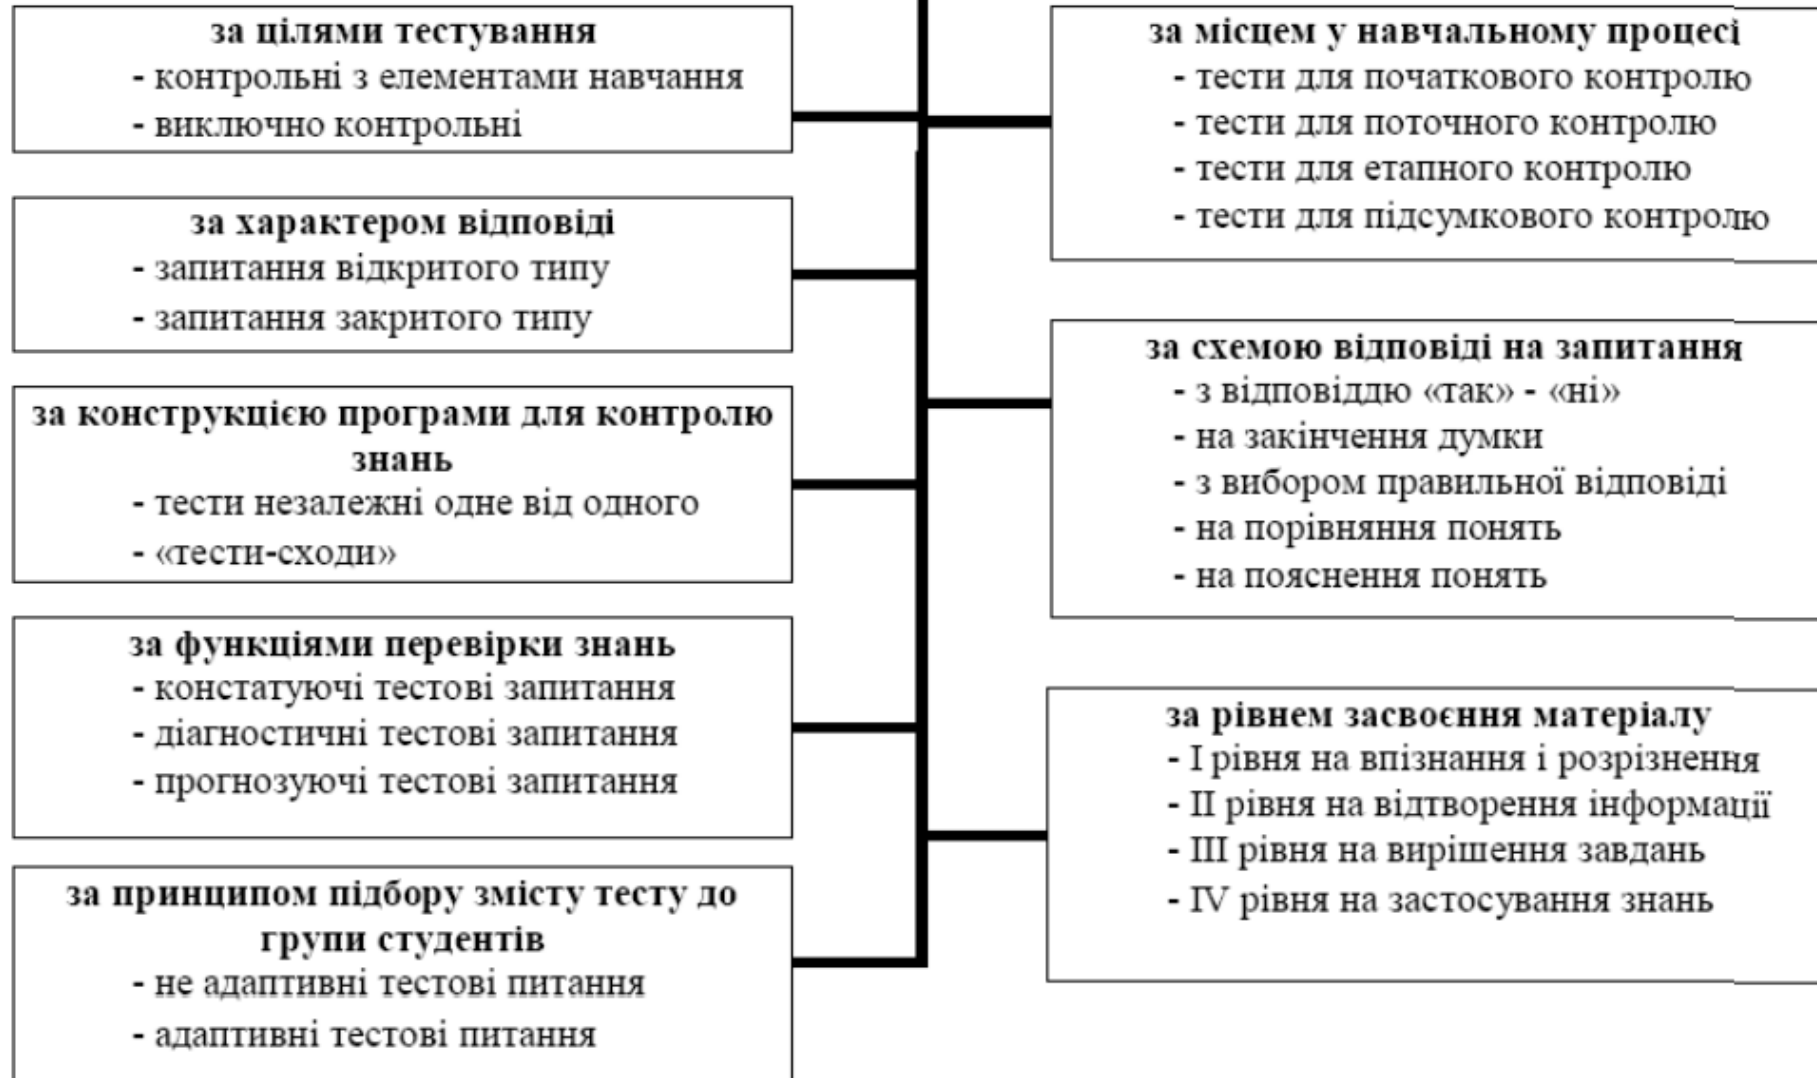 за цілями тестування
- контрольні з елементами навчання
- виключно контрольні
за характером відповіді
- запитання відкритого типу
- запитання закритого типу
за конструкцією програми для контролю
знань
- тести незалежні одне від одного
- «тести-сходи»
за функціями перевірки знань
- констатуючі тестові запитання
- діагностичні тестові запитання
- прогнозуючі тестові запитання
за принципом підбору змісту тесту до
групи студентів
- не адаптивні тестові питання
- адаптивні тестові питання
за місцем у навчальному процесі
- тести для початкового контролю
- тести для поточного контролю
- тести для етапного контролю
- тести для підсумкового контролю
за схемою відповіді на запитання
- з відповіддю «так» - «ні»
- на закінчення думки
- з вибором правильної відповіді
- на порівняння понять
- на пояснення понять
за рівнем засвоєння матеріалу
- І рівня на впізнання і розрізнення
- ІІ рівня на відтворення інформації
- ІІІ рівня на вирішення завдань
- IV рівня на застосування знань